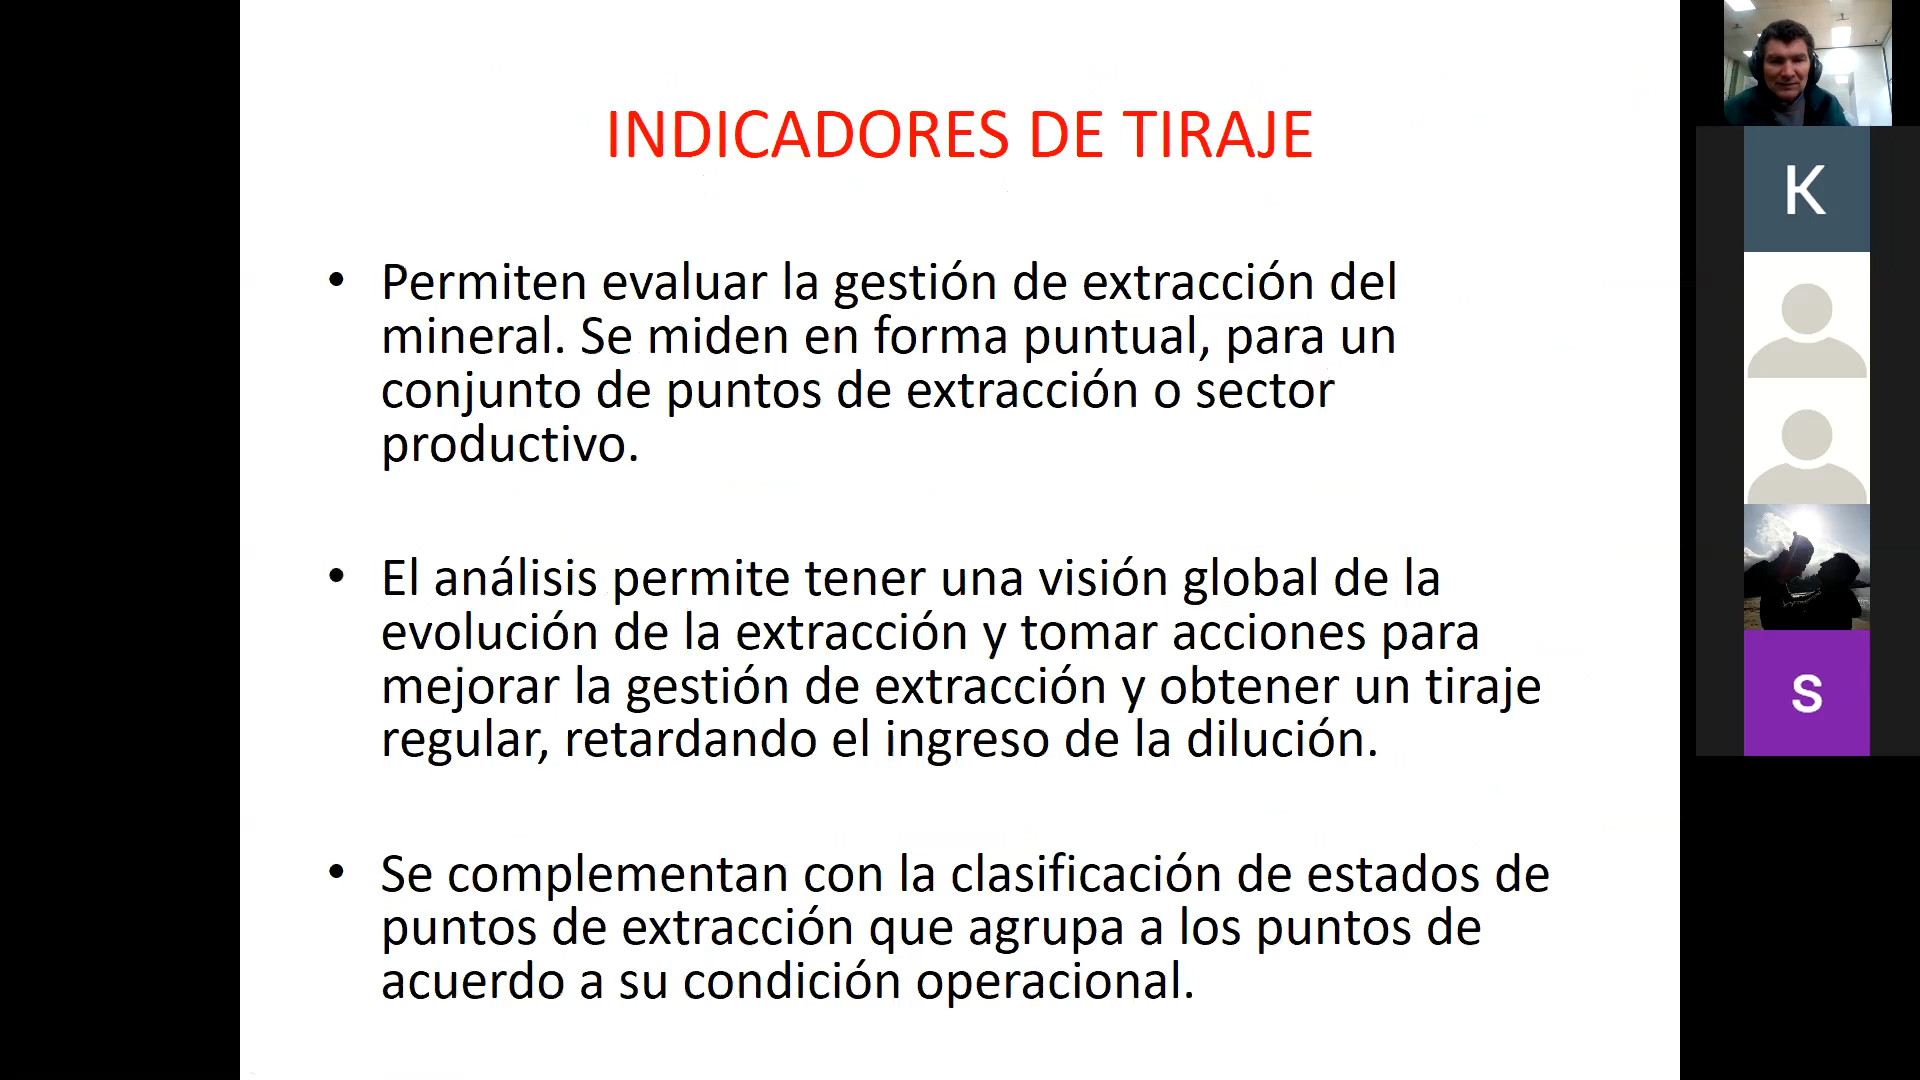 INDICADORES DE TIRAJE
• Permiten evaluar la gestión de extracción del
mineral. Se miden en forma puntual, para un
conjunto de puntos de extracción o sector
productivo.
• El análisis permite tener una visión global de la
evolución de la extracción y tomar acciones para
mejorar la gestión de extracción y obtener un tiraje
regular, retardando el ingreso de la dilución.
• Se complementan con la clasificación de estados de
puntos de extracción que agrupa a los puntos de
acuerdo a su condición operacional.
K
S